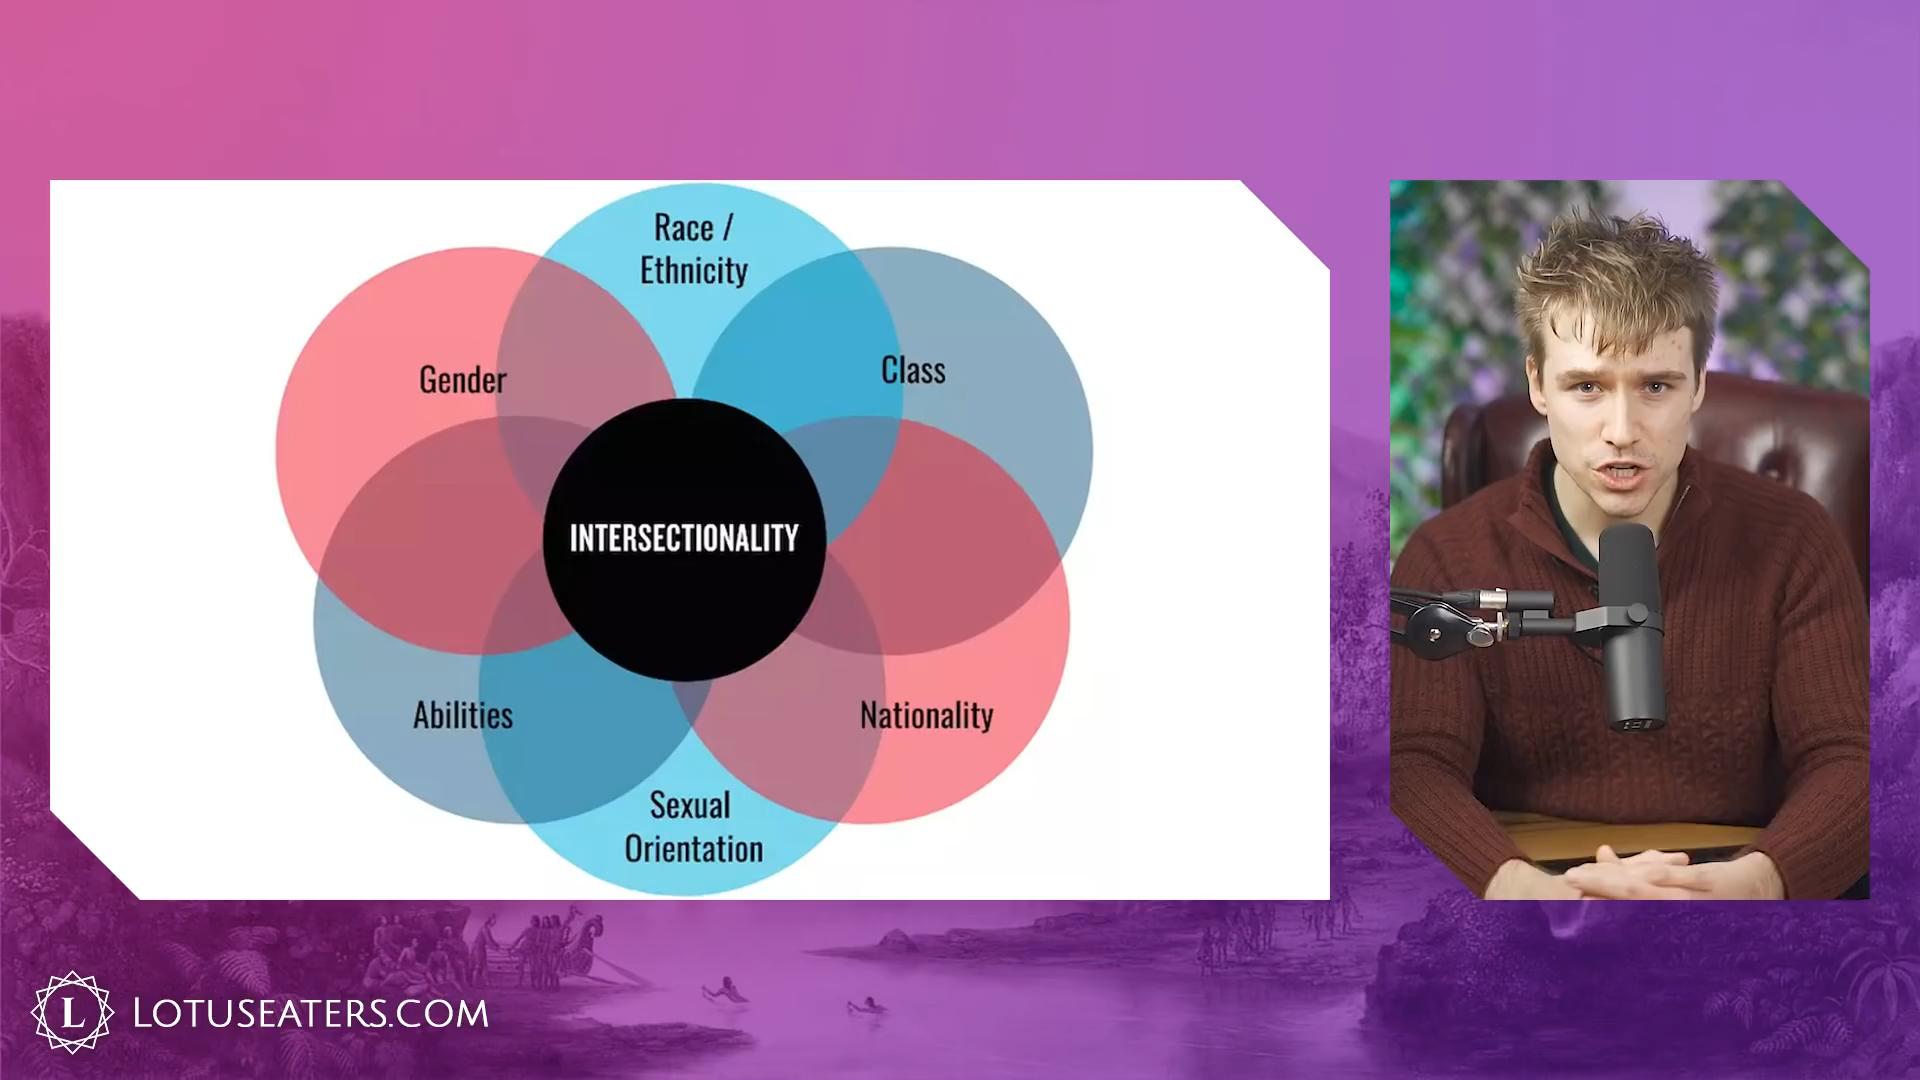 Race /
Ethnicity
Gender
Class
INTERSECTIONALITY
Abilities
Nationality
Sexual
Orientation
L LOTUSEATERS.COM